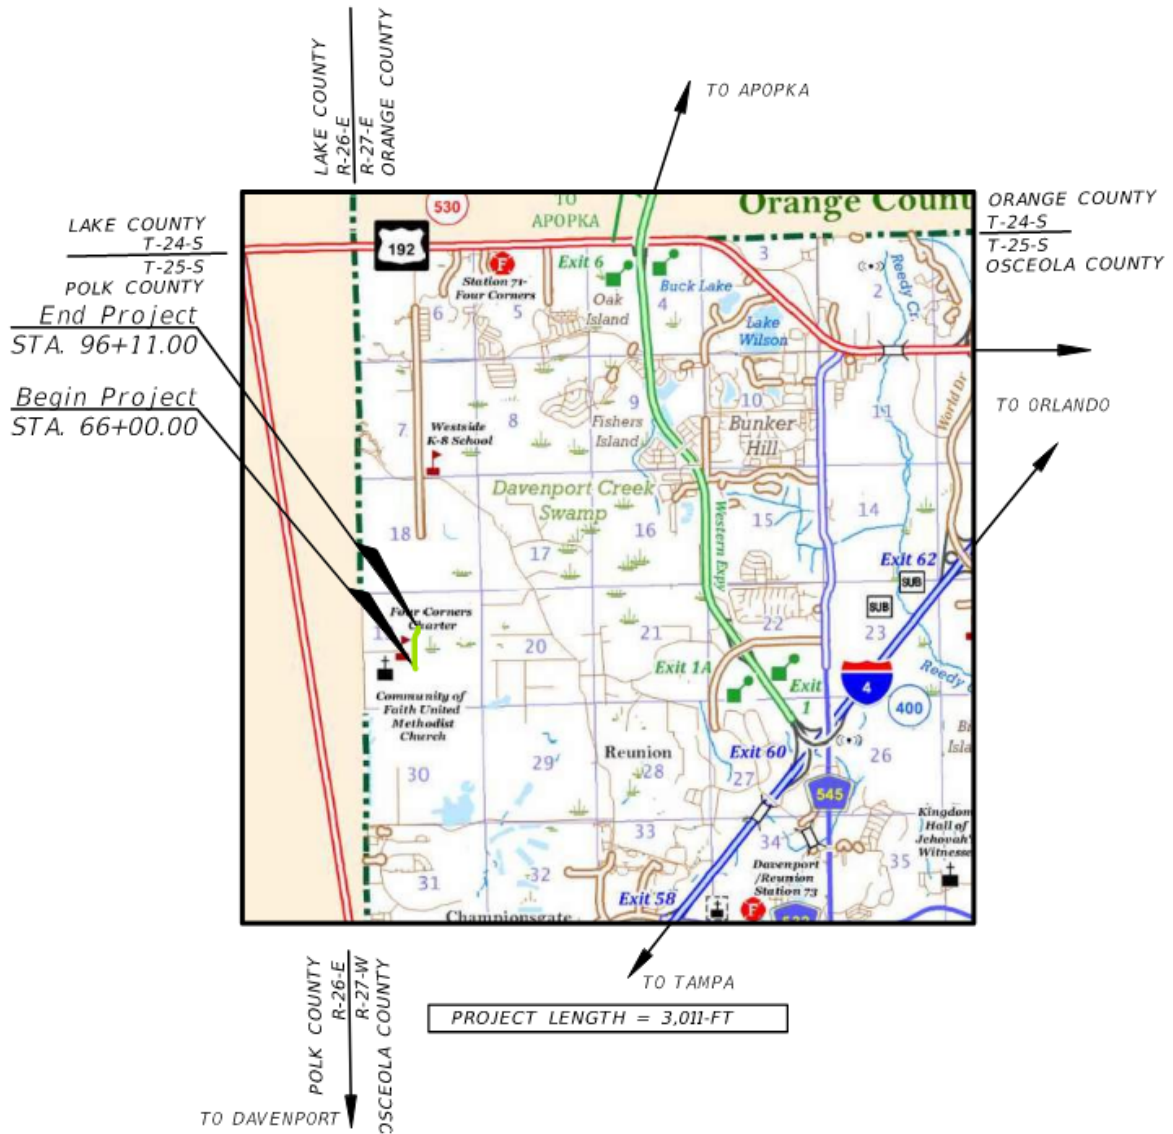 LAKE COUNTY
R-26-E
R-27-E
ORANGE COUNTY
TO APOPKA
LAKE COUNTY
T-24-S
T-25-S
POLK COUNTY
ORANGE COUNTY
T-24-S
T-25-S
OSCEOLA COUNTY
End Project
STA. 96+11.00
Begin Project
STA. 66+00.00
530
TO
APOPKA
Orange Count
192
Exit 6
Station 71-
Four Corners
Buck Lake
Oak
Island
Lake
Wilson
Reedy Cr.
World Dr
3
2
4
5
6
TO ORLANDO
7
8
9
10
11
Westside
K-8 School
Fishers
Island
Bunker
Hill
Davenport Creek
Swamp
Western Expy
14
15
16
17
18
Exit 62
SUB
SUB
Four Corners
Charter
20
21
22
23
Exit 1A
Exit
1
4
400
Reedy
Community of
Faith United
Methodist
Church
Reunion
Exit 60
26
27
28
29
30
545
Kingdom
Hall of
Jehovah'
Witnesse
31
32
33
34
35
Davenport
/Reunion
Station 73
Exit 58
Championsgate
F
F
TO TAMPA
PROJECT LENGTH = 3,011-FT
POLK COUNTY
R-26-E
R-27-W
OSCEOLA COUNTY
TO DAVENPORT